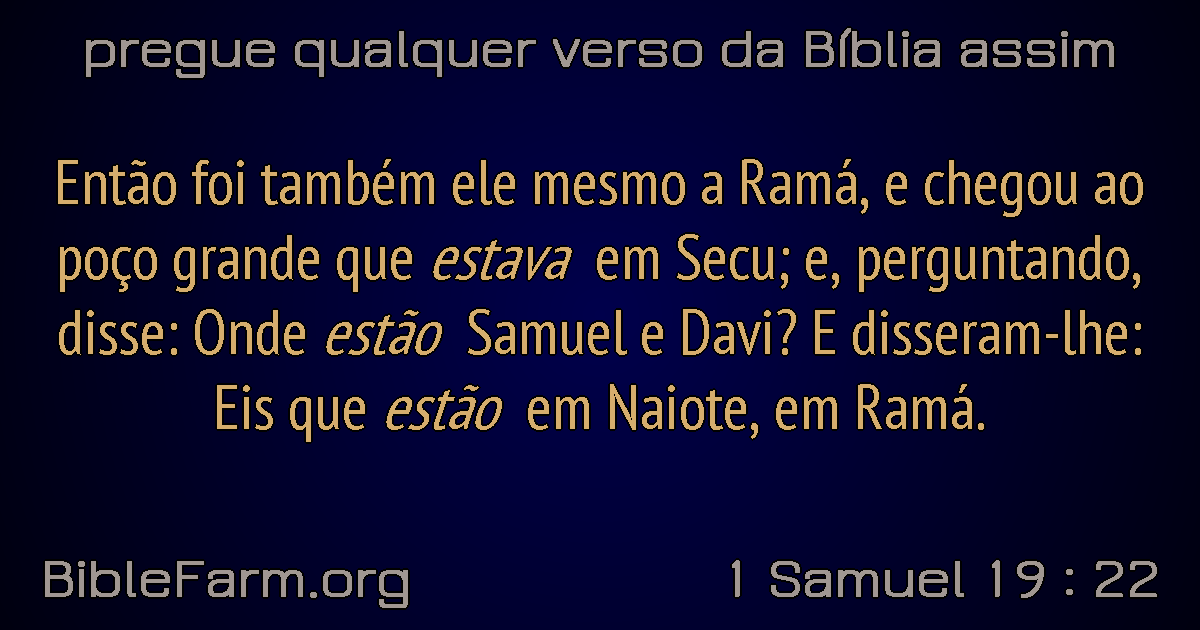 pregue qualquer verso da Bíblia assim
Então foi também ele mesmo a Ramá, e chegou ao
poço grande que estava em Secu; e, perguntando,
disse: Onde estão Samuel e Davi? E disseram-lhe:
Eis que estão em Naiote, em Ramá.
BibleFarm.org
1 Samuel 19 : 22